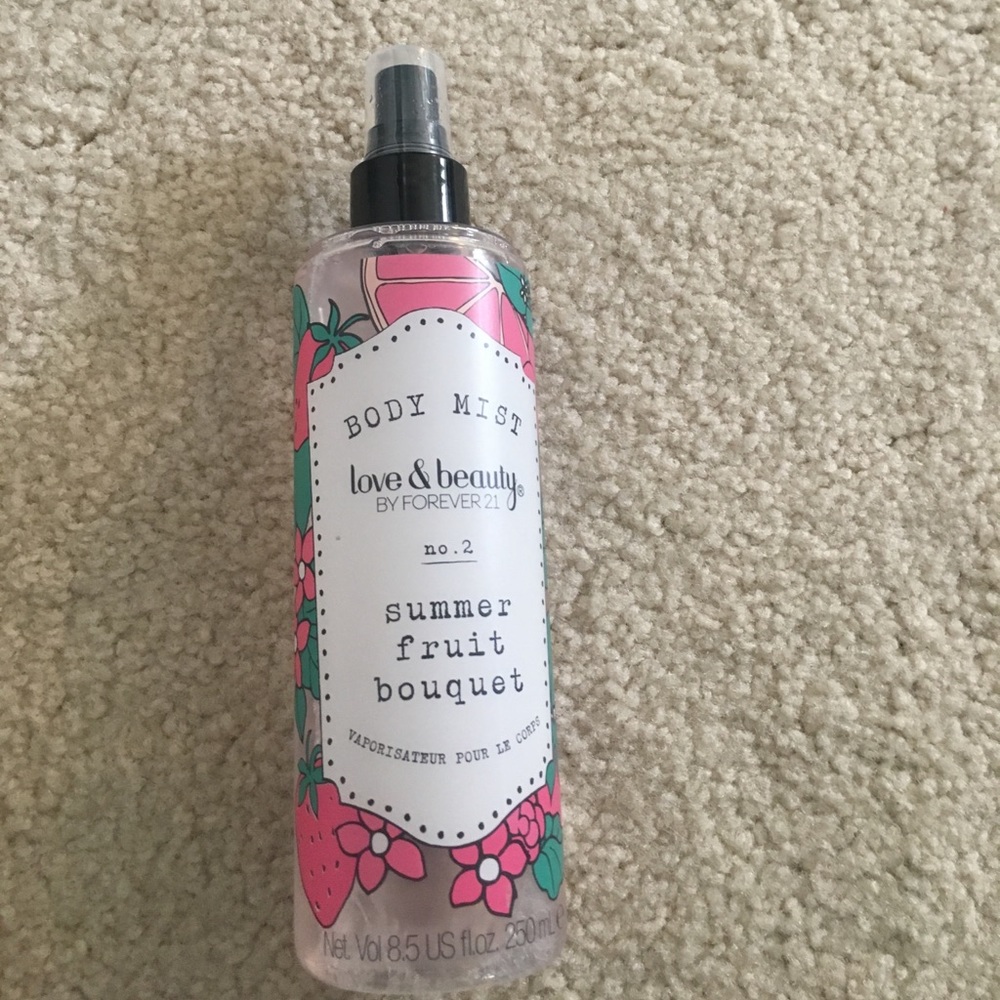 BODY MIST
love & beauty®
BY FOREVER 21
no.2
summer
fruit
bouquet
VAPORISATEUR POUR LE CORPS
Net. Vol 8.5 US fl.oz. 250 mL